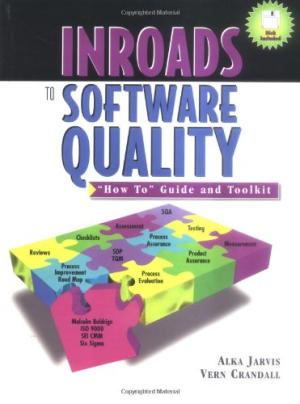 INROADS
TO SOFTWARE
QUALITY
"How To" Guide and Toolkit
Disk
Included!
SQA
Assessment
Testing
Checklists
Process
Assurance
Measurement
Reviews
SOP
TQM
Product
Assurance
Process
Improvement
Road Map
Process
Evaluation
Malcolm Baldrige
ISO 9000
SEI CMM
Six Sigma
ALKA JARVIS
VERN CRANDALL